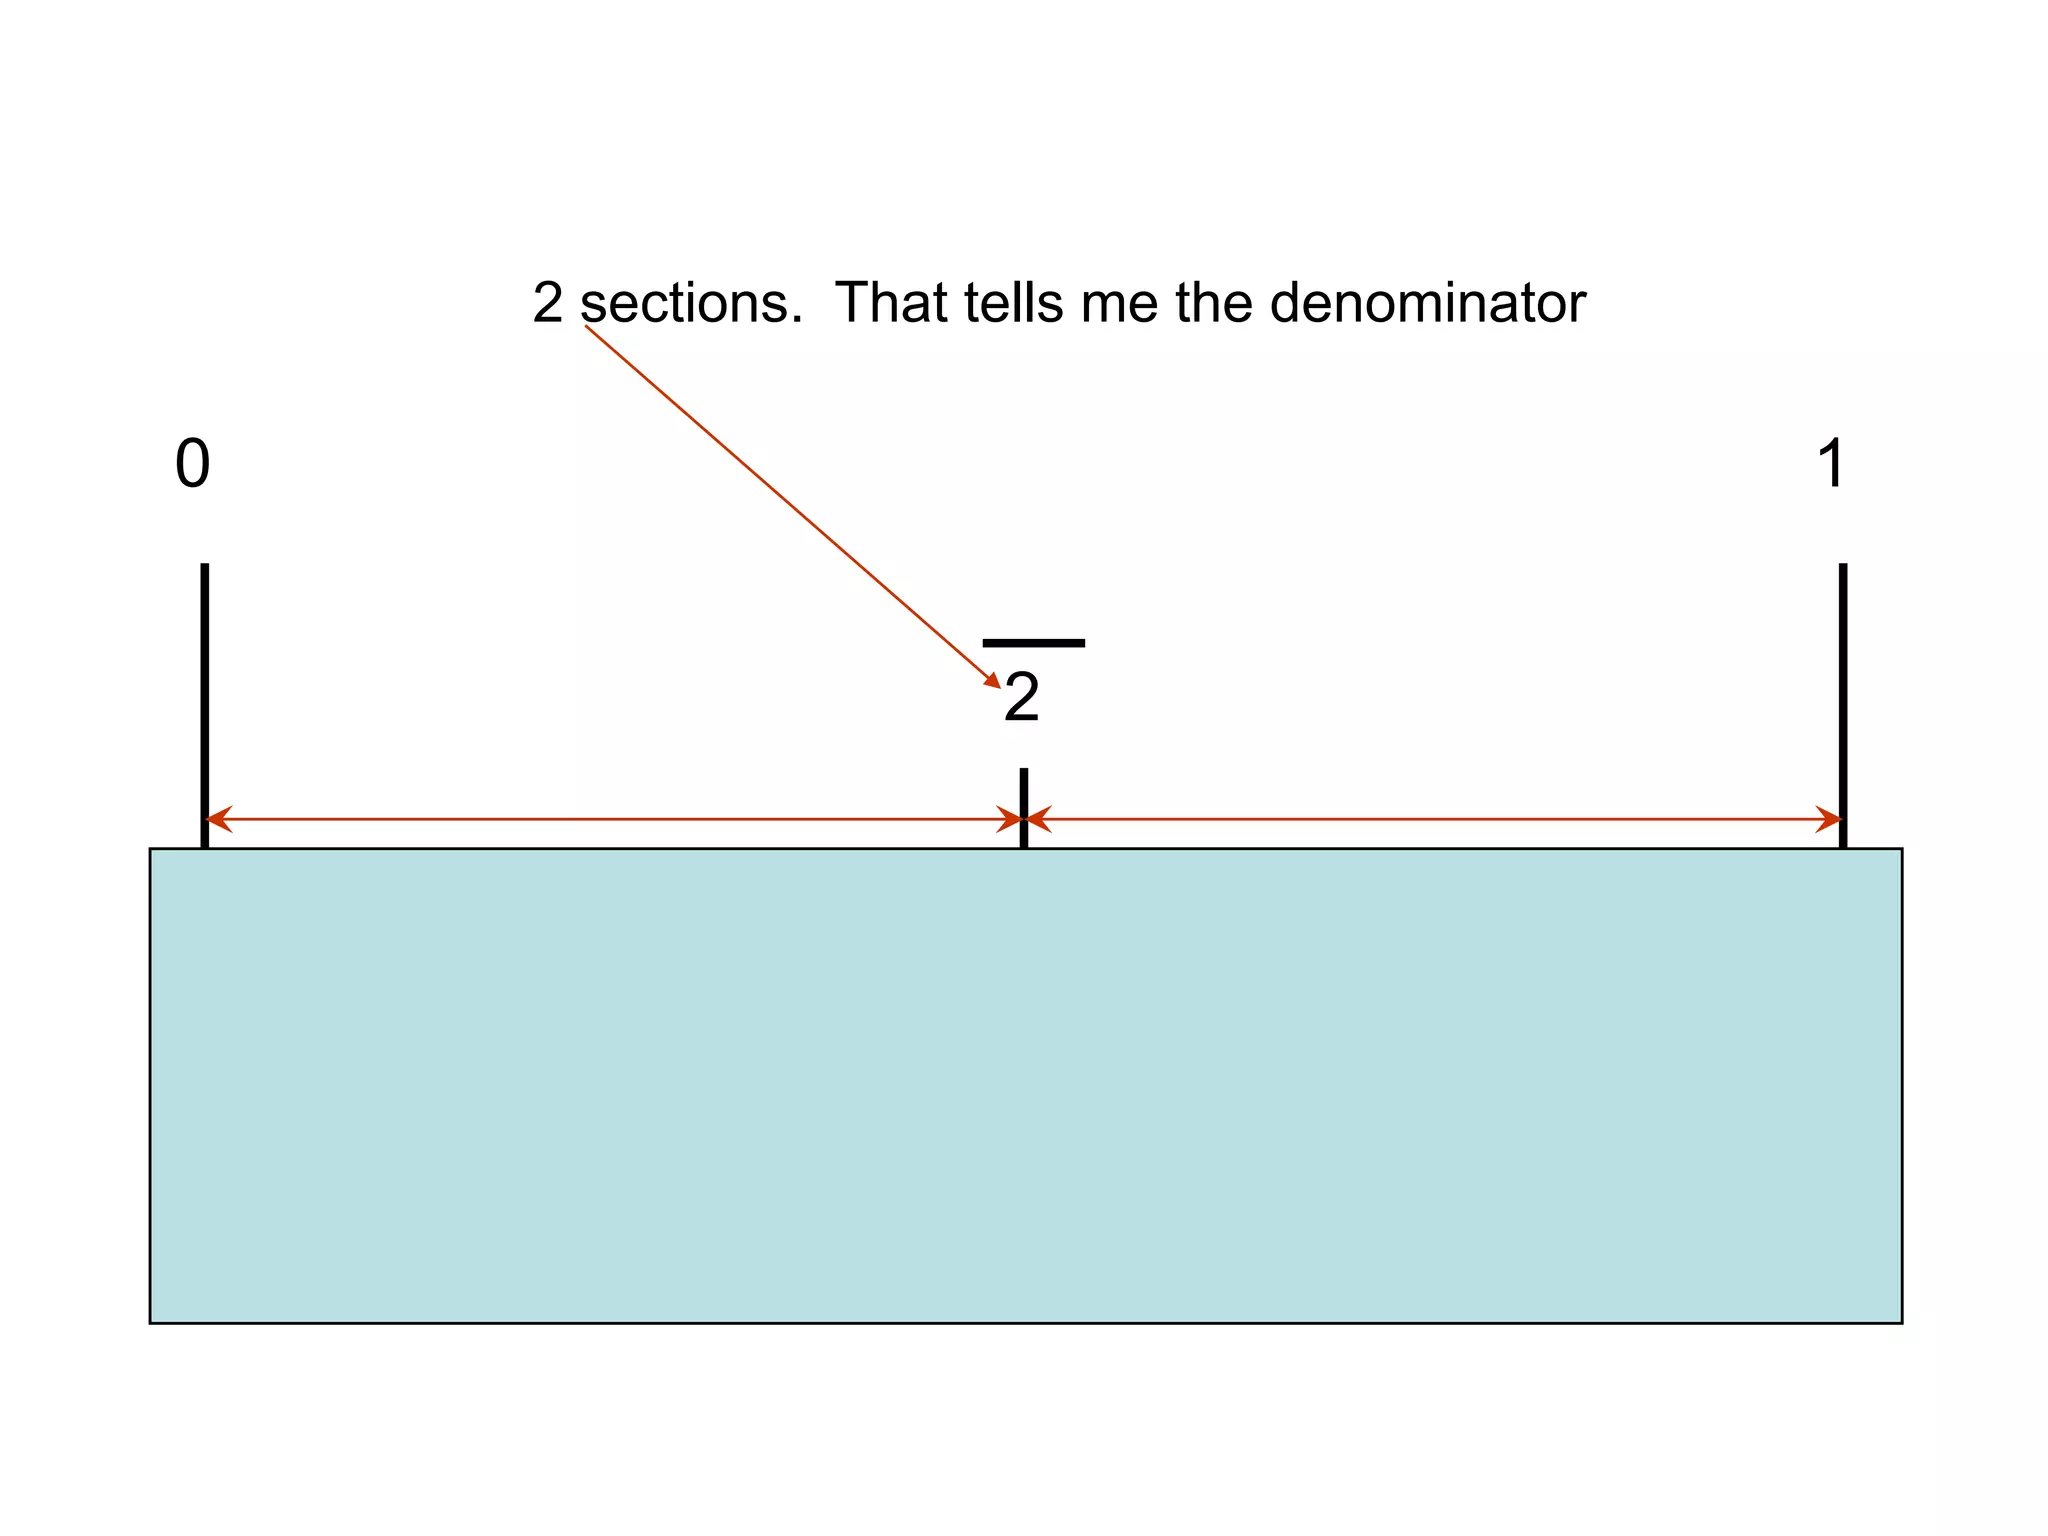 2 sections.  That tells me the denominator
0
1
2